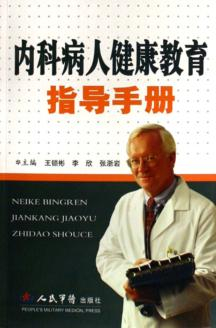 内科病人健康教育
指导手册
主编 王锁彬 李欣 张浙岩
NEIKE BINGREN
JIANKANG JIAOYU
ZHIDAO SHOUCE
人民军医出版社
PEOPLE'S MILITARY MEDICAL PRESS